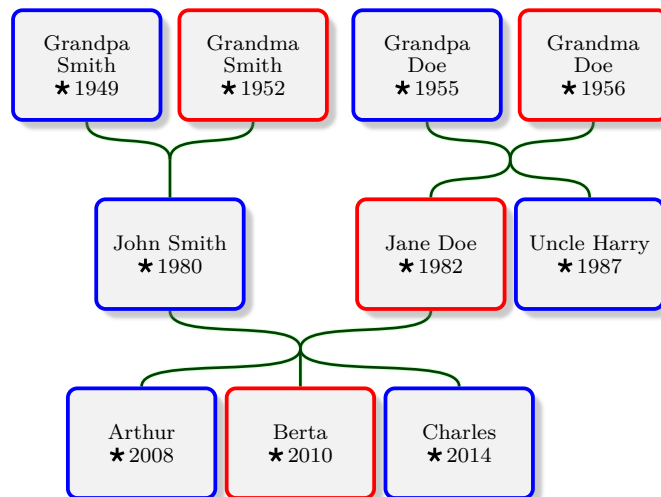 Grandpa
Smith
★ 1949
Grandma
Smith
★ 1952
Grandpa
Doe
★ 1955
Grandma
Doe
★ 1956
John Smith
★ 1980
Jane Doe
★ 1982
Uncle Harry
★ 1987
Arthur
★ 2008
Berta
★ 2010
Charles
★ 2014